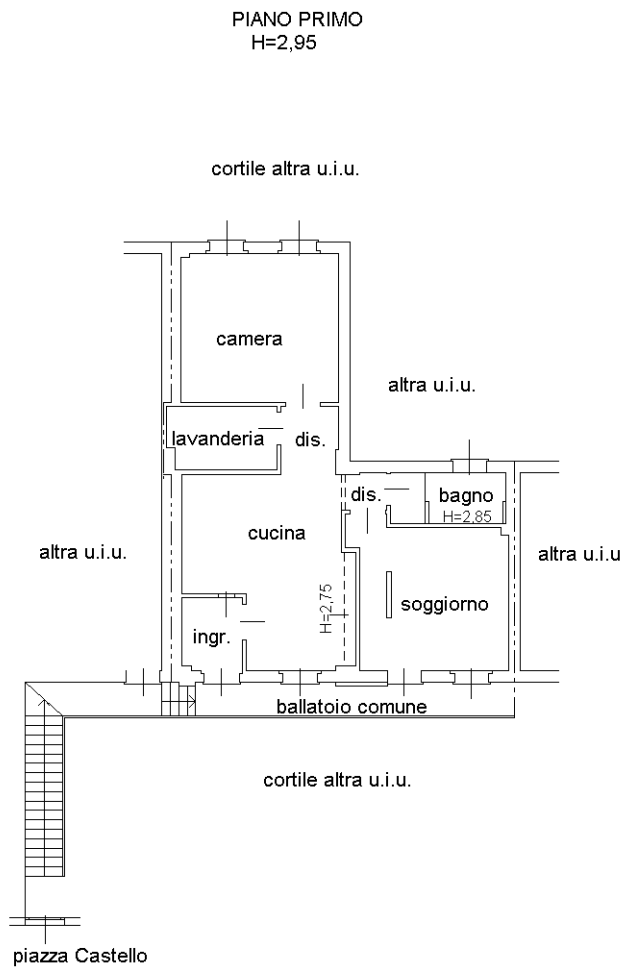 PIANO PRIMO
H=2,95
cortile altra u.i.u.
camera
altra u.i.u.
lavanderia
dis.
dis.
bagno
H=2,85
cucina
altra u.i.u.
altra u.i.u
H=2,75
soggiorno
ingr.
ballatoio comune
cortile altra u.i.u.
piazza Castello